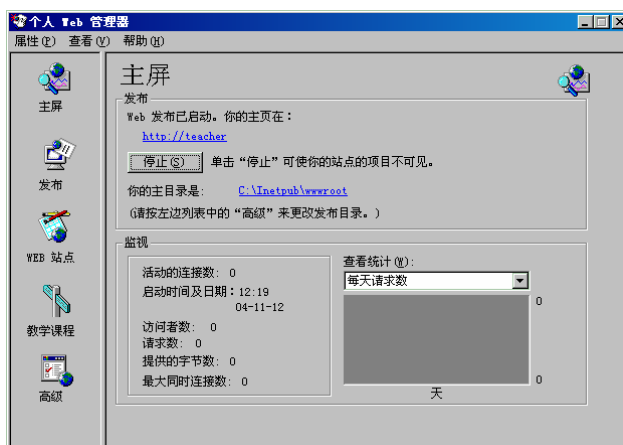 个人 Web 管理器
属性(P) 查看(V) 帮助(H)
主屏
发布
WEB 站点
教学课程
高级
主屏
发布
Web 发布已启动。你的主页在：
http://teacher
停止(S) 单击“停止”可使你的站点的项目不可见。
你的主目录是: C:\Inetpub\wwwroot
(请按左边列表中的“高级”来更改发布目录。)
监视
活动的连接数: 0
启动时间及日期: 12:19
04-11-12
访问者数: 0
请求数: 0
提供的字节数: 0
最大同时连接数: 0
查看统计(W):
每天请求数
0
0
天